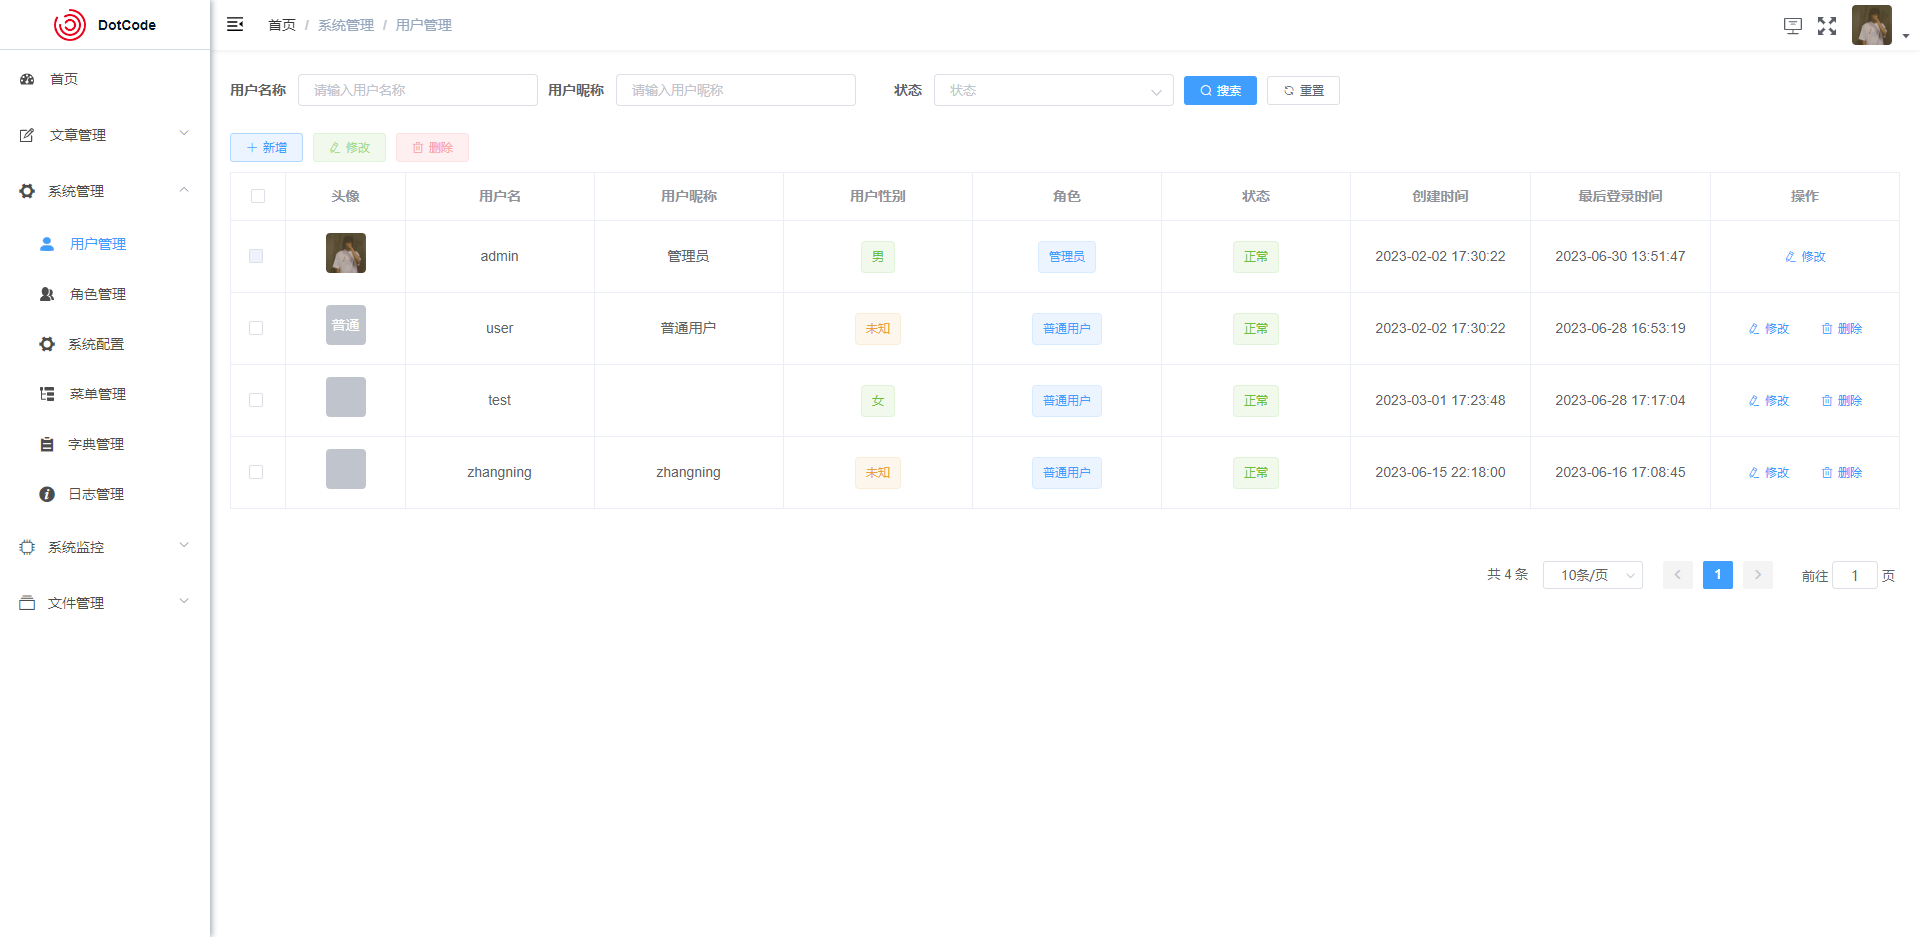 DotCode
首页 / 系统管理 / 用户管理
首页
文章管理
系统管理
用户管理
角色管理
系统配置
菜单管理
字典管理
日志管理
系统监控
文件管理
用户名称 请输入用户名称 用户昵称 请输入用户昵称 状态 状态 搜索 重置
新增 修改 删除
头像 用户名 用户昵称 用户性别 角色 状态 创建时间 最后登录时间 操作
admin 管理员 男 管理员 正常 2023-02-02 17:30:22 2023-06-30 13:51:47 修改
普通 user 普通用户 未知 普通用户 正常 2023-02-02 17:30:22 2023-06-28 16:53:19 修改 删除
test 女 普通用户 正常 2023-03-01 17:23:48 2023-06-28 17:17:04 修改 删除
zhangning zhangning 未知 普通用户 正常 2023-06-15 22:18:00 2023-06-16 17:08:45 修改 删除
共 4 条 10条/页 1 前往 1 页